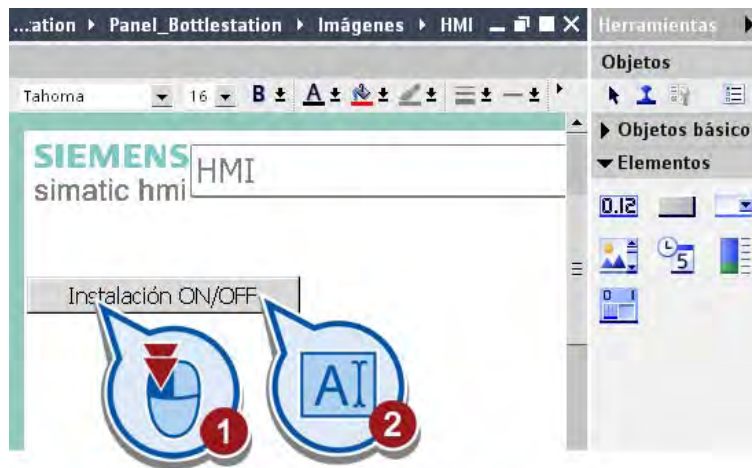 ...ation ▸ Panel_Bottlestation ▸ Imágenes ▸ HMI
Herramientas
Objetos
Tahoma 16 B A
Objetos básico
Elementos
SIEMENS
simatic hmi
HMI
0.12
5
Instalación ON/OFF
0 I
AI
1
2